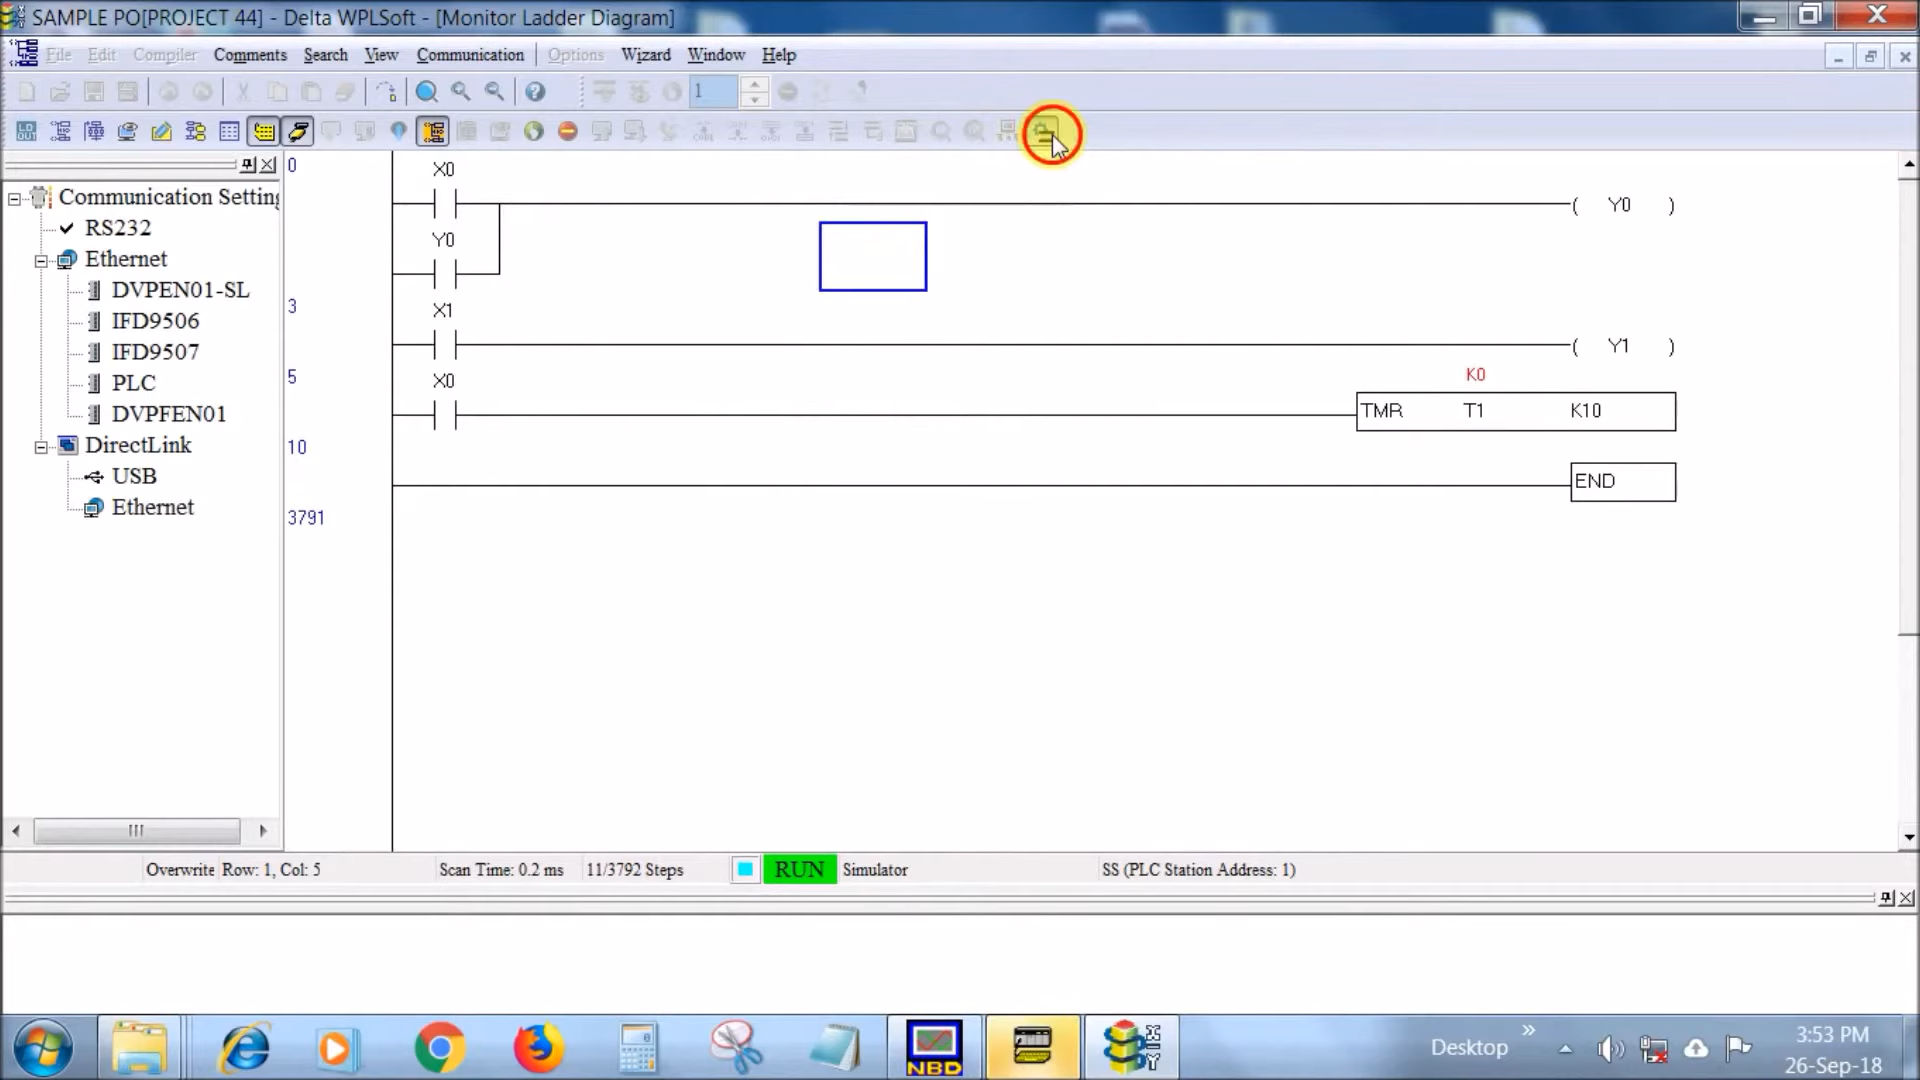 SAMPLE PO[PROJECT 44] - Delta WPLSoft - [Monitor Ladder Diagram]
File Edit Compiler Comments Search View Communication Options Wizard Window Help
1
Communication Setting
RS232
Ethernet
DVPEN01-SL
IFD9506
IFD9507
PLC
DVPFEN01
DirectLink
USB
Ethernet
0
X0
Y0
( Y0 )
3
X1
( Y1 )
5
X0
K0
TMR T1 K10
10
END
3791
Overwrite Row: 1, Col: 5 Scan Time: 0.2 ms 11/3792 Steps RUN Simulator SS (PLC Station Address: 1)
NBD
X
Y
Desktop »
3:53 PM
26-Sep-18